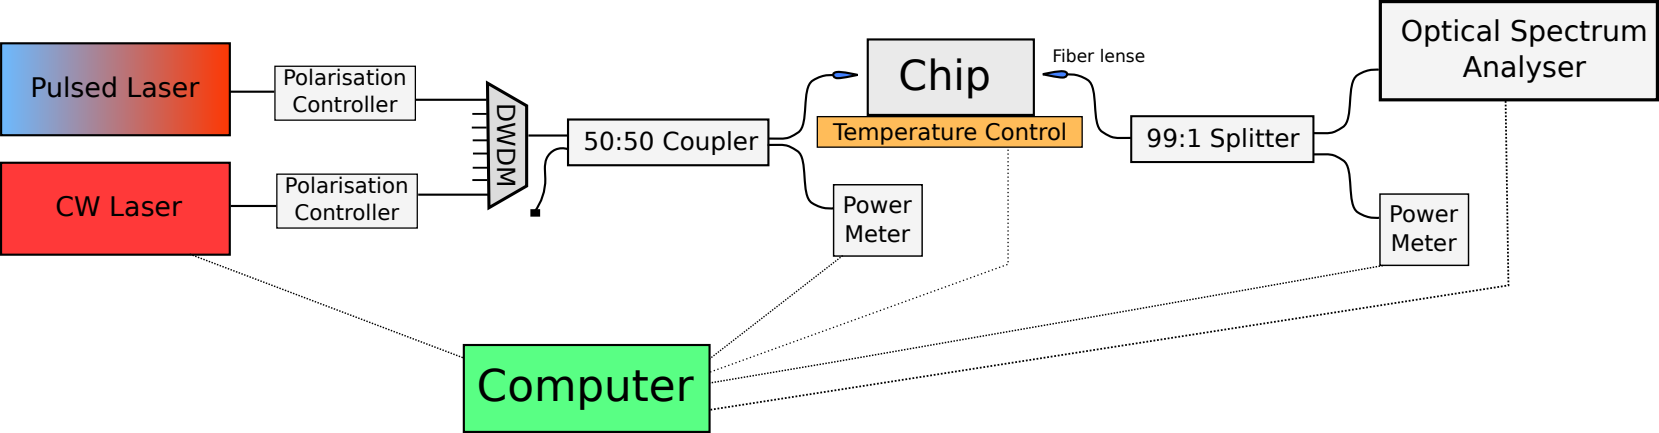 Pulsed Laser
Polarisation
Controller
CW Laser
Polarisation
Controller
DWDM
50:50 Coupler
Chip
Temperature Control
Fiber lense
Power
Meter
99:1 Splitter
Optical Spectrum
Analyser
Power
Meter
Computer